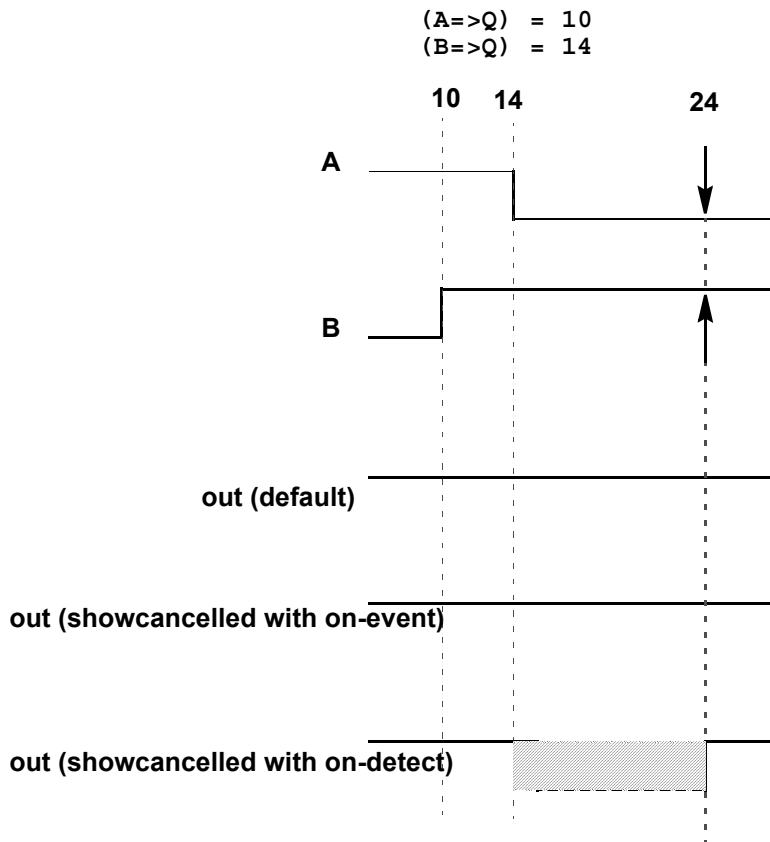 (A=>Q) = 10
(B=>Q) = 14
10 14 24
A
B
out (default)
out (showcancelled with on-event)
out (showcancelled with on-detect)